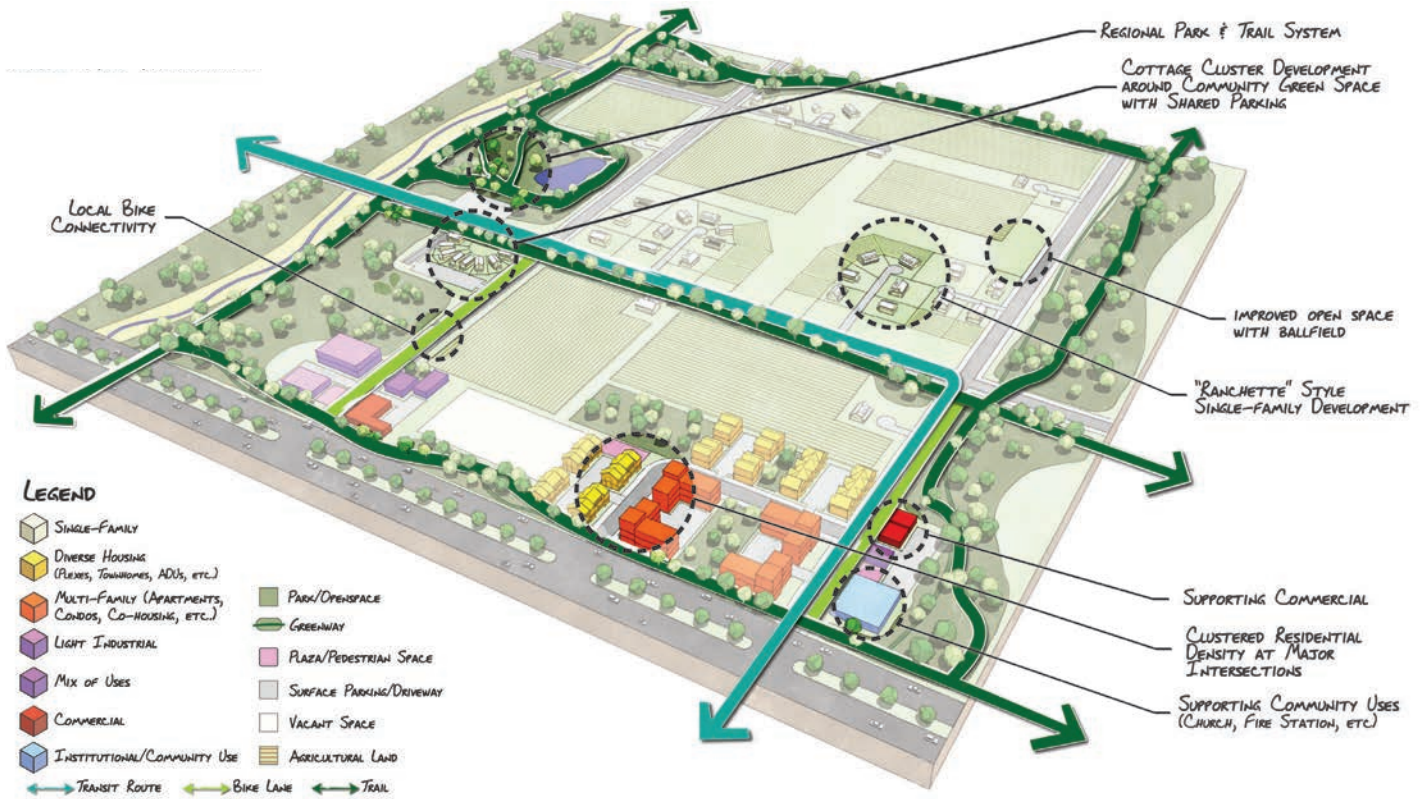 REGIONAL PARK & TRAIL SYSTEM
COTTAGE CLUSTER DEVELOPMENT
AROUND COMMUNITY GREEN SPACE
WITH SHARED PARKING
LOCAL BIKE
CONNECTIVITY
IMPROVED OPEN SPACE
WITH BALLFIELD
"RANCHETTE" STYLE
SINGLE-FAMILY DEVELOPMENT
SUPPORTING COMMERCIAL
CLUSTERED RESIDENTIAL
DENSITY AT MAJOR
INTERSECTIONS
SUPPORTING COMMUNITY USES
(CHURCH, FIRE STATION, ETC)
LEGEND
SINGLE-FAMILY
DIVERSE HOUSING
(PLEXES, TOWNHOMES, ADUS, ETC.)
MULTI-FAMILY (APARTMENTS,
CONDOS, CO-HOUSING, ETC.)
LIGHT INDUSTRIAL
MIX OF USES
COMMERCIAL
INSTITUTIONAL/COMMUNITY USE
PARK/OPENSPACE
GREENWAY
PLAZA/PEDESTRIAN SPACE
SURFACE PARKING/DRIVEWAY
VACANT SPACE
AGRICULTURAL LAND
TRANSIT ROUTE
BIKE LANE
TRAIL